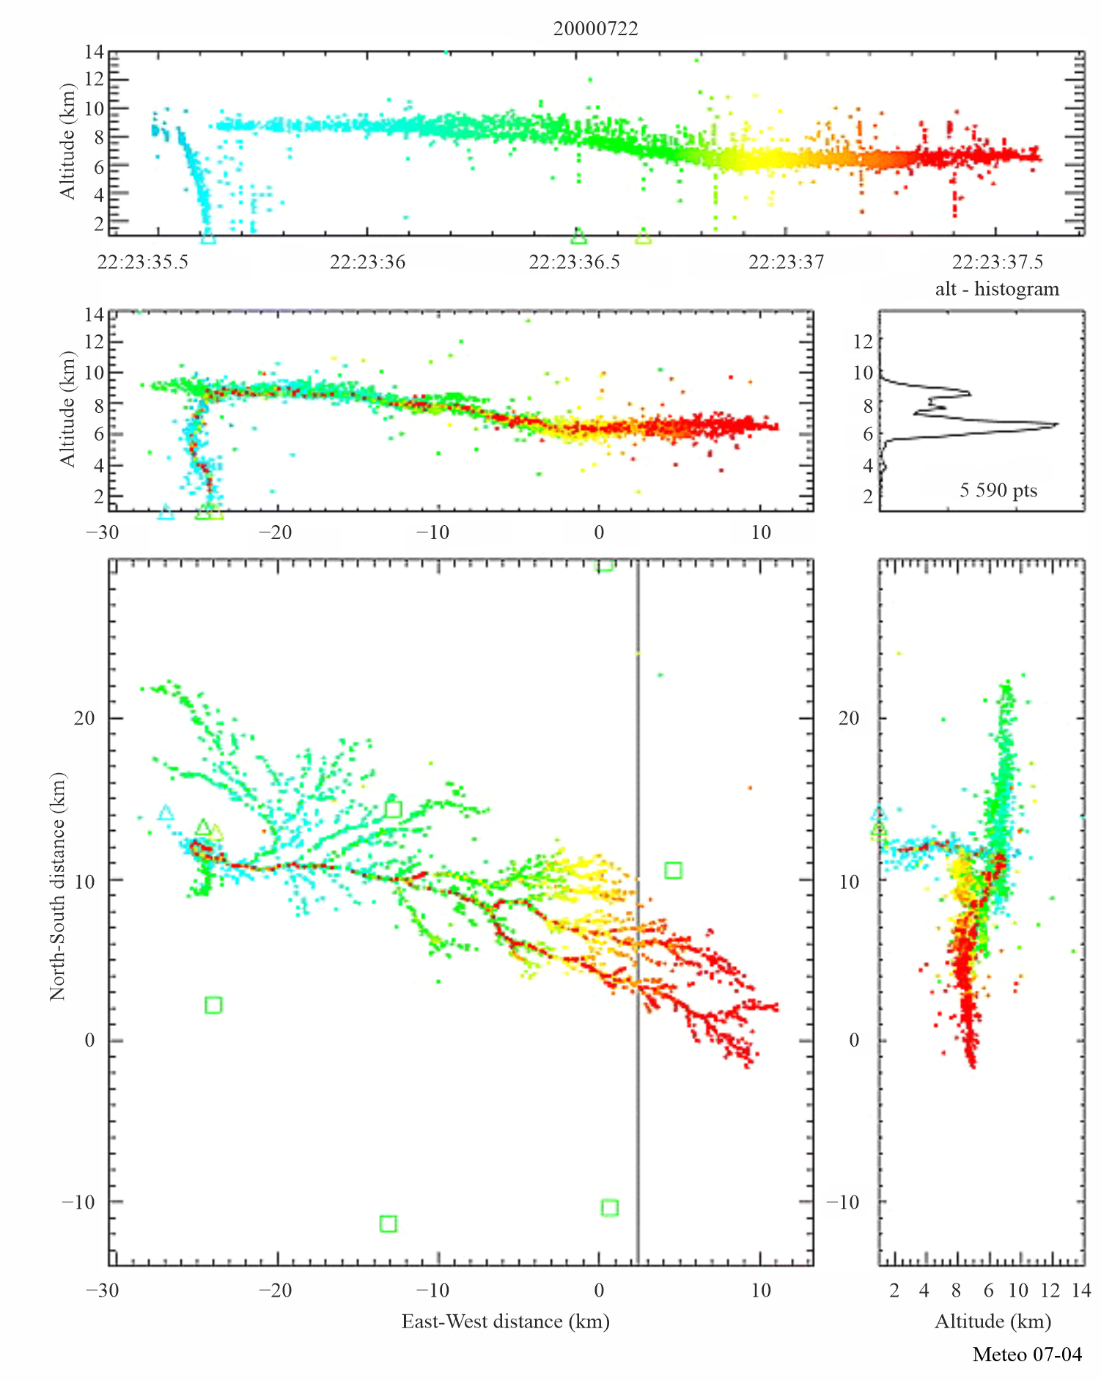 20000722
14
12
10
8
6
4
2
Altitude (km)
22:23:35.5 22:23:36 22:23:36.5 22:23:37 22:23:37.5
alt - histogram
14
12
10
8
6
4
2
Altitude (km)
−30 −20 −10 0 10
12
10
8
6
4
2
5 590 pts
20
10
0
−10
North-South distance (km)
−30 −20 −10 0 10
East-West distance (km)
20
10
0
−10
2 4 8 6 10 12 14
Altitude (km)
Meteo 07-04